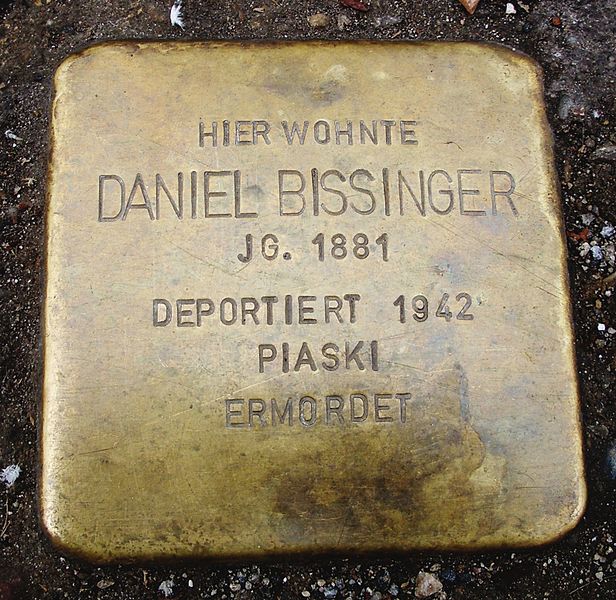 HIER WOHNTE
DANIEL BISSINGER
JG. 1881
DEPORTIERT 1942
PIASKI
ERMORDET